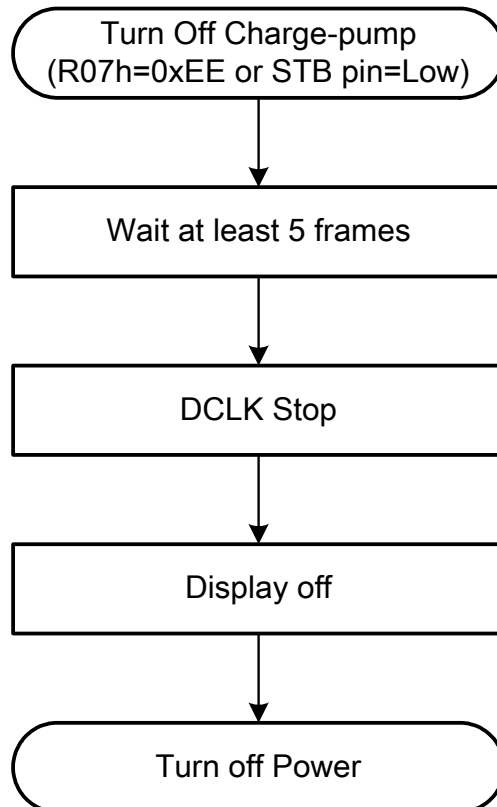 Turn Off Charge-pump
(R07h=0xEE or STB pin=Low)
Wait at least 5 frames
DCLK Stop
Display off
Turn off Power